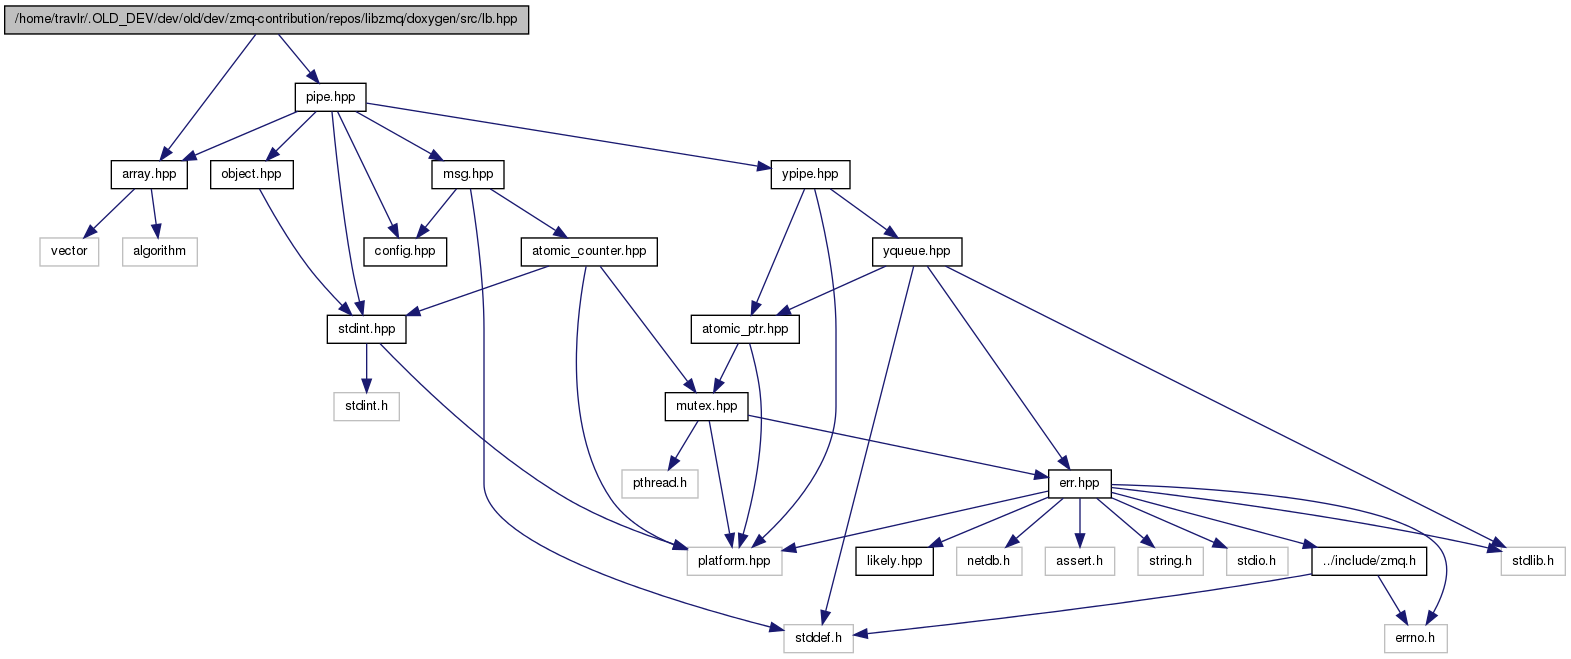 /home/travlr/.OLD_DEV/dev/old/dev/zmq-contribution/repos/libzmq/doxygen/src/lb.hpp
pipe.hpp
array.hpp
object.hpp
msg.hpp
ypipe.hpp
vector
algorithm
config.hpp
atomic_counter.hpp
yqueue.hpp
stdint.hpp
atomic_ptr.hpp
stdint.h
mutex.hpp
pthread.h
err.hpp
platform.hpp
likely.hpp
netdb.h
assert.h
string.h
stdio.h
../include/zmq.h
stdlib.h
stddef.h
errno.h